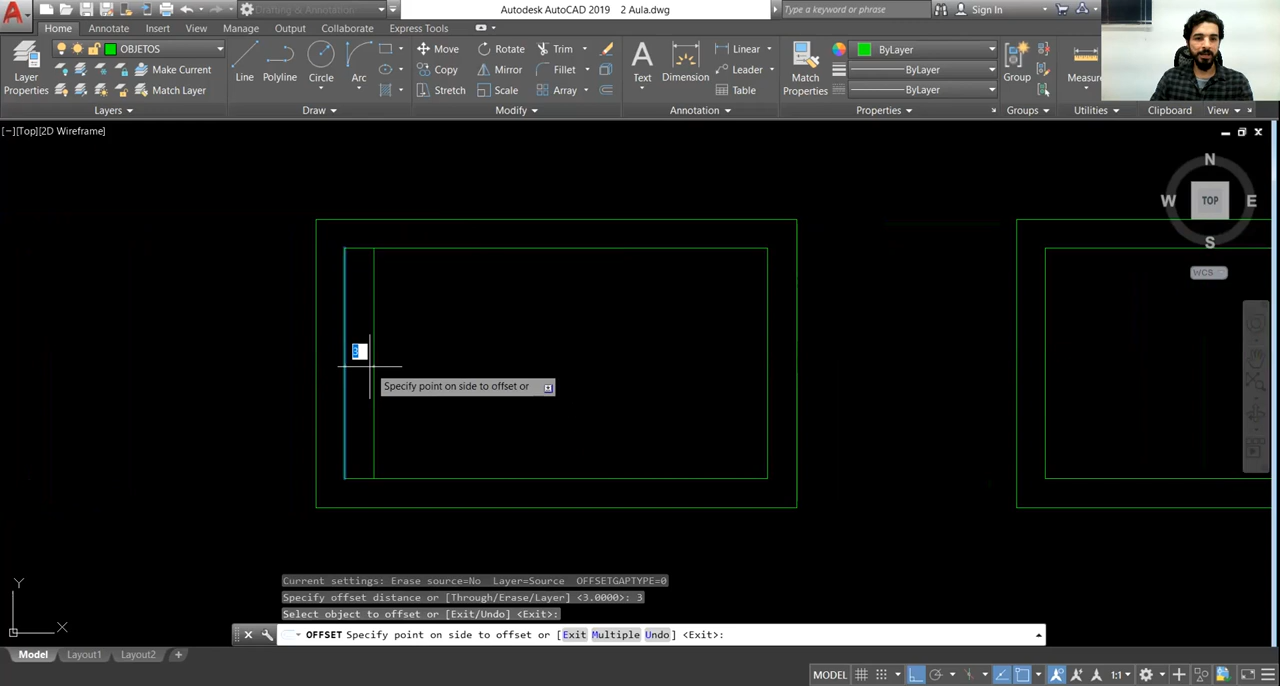 Drafting & Annotation
Autodesk AutoCAD 2019 2 Aula.dwg
Type a keyword or phrase
Sign In
Home Annotate Insert View Manage Output Collaborate Express Tools
Layer Properties
OBJETOS
Make Current
Match Layer
Layers
Line Polyline Circle Arc
Draw
Move Rotate Trim
Copy Mirror Fillet
Stretch Scale Array
Modify
Text Dimension
Linear
Leader
Table
Annotation
Match Properties
ByLayer
ByLayer
ByLayer
Properties
Group
Groups
Measure
Utilities
Clipboard
View
[−][Top][2D Wireframe]
N
W TOP E
S
WCS
3
Specify point on side to offset or
Current settings: Erase source=No Layer=Source OFFSETGAPTYPE=0
Specify offset distance or [Through/Erase/Layer] <3.0000>: 3
Select object to offset or [Exit/Undo] <Exit>:
OFFSET Specify point on side to offset or [Exit Multiple Undo] <Exit>:
Y
X
Model Layout1 Layout2 +
MODEL
1:1